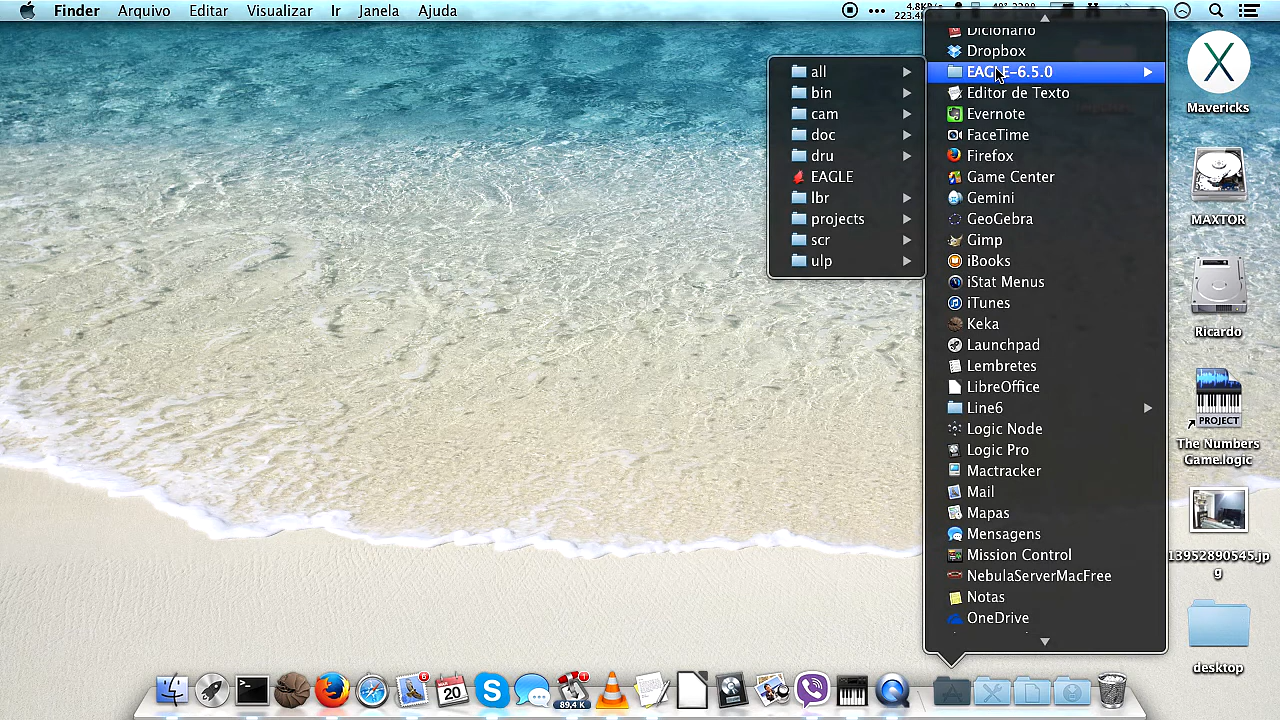 Finder Arquivo Editar Visualizar Ir Janela Ajuda
Dicionário
Dropbox
EAGLE-6.5.0
Editor de Texto
Evernote
FaceTime
Firefox
Game Center
Gemini
GeoGebra
Gimp
iBooks
iStat Menus
iTunes
Keka
Launchpad
Lembretes
LibreOffice
Line6
Logic Node
Logic Pro
Mactracker
Mail
Mapas
Mensagens
Mission Control
NebulaServerMacFree
Notas
OneDrive
all
bin
cam
doc
dru
EAGLE
lbr
projects
scr
ulp
Mavericks
MAXTOR
Ricardo
PROJECT
The Numbers
Game.logic
13952890545.jp
g
desktop
6
20
1
89,4 K